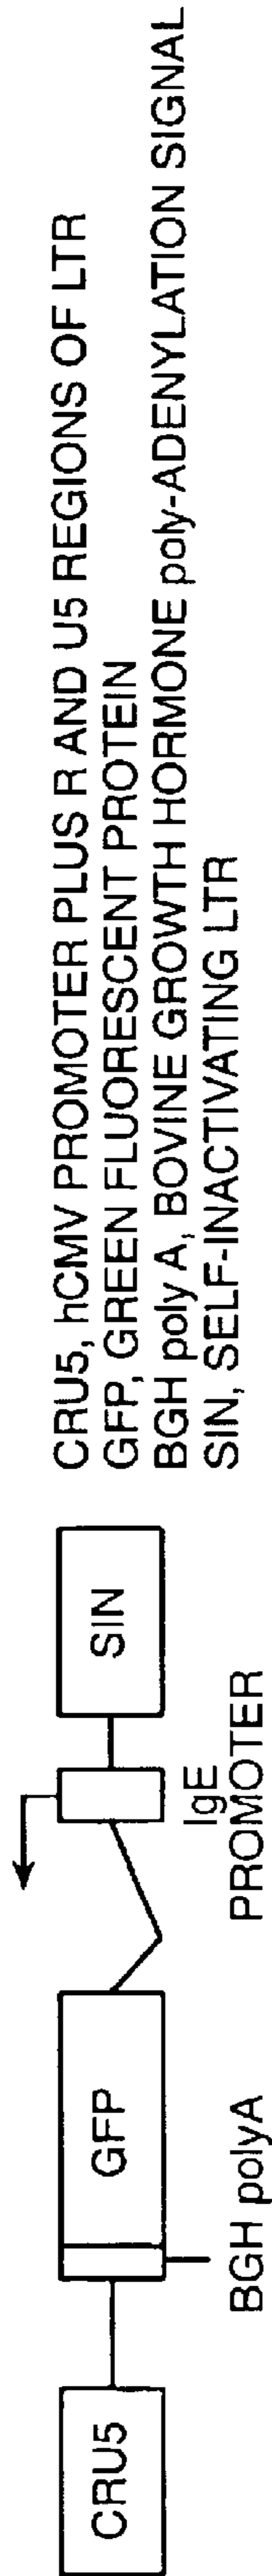 CRU5
GFP
SIN
BGH polyA
IgE
PROMOTER
CRU5, hCMV PROMOTER PLUS R AND U5 REGIONS OF LTR
GFP, GREEN FLUORESCENT PROTEIN
BGH poly A, BOVINE GROWTH HORMONE poly-ADENYLATION SIGNAL
SIN, SELF-INACTIVATING LTR